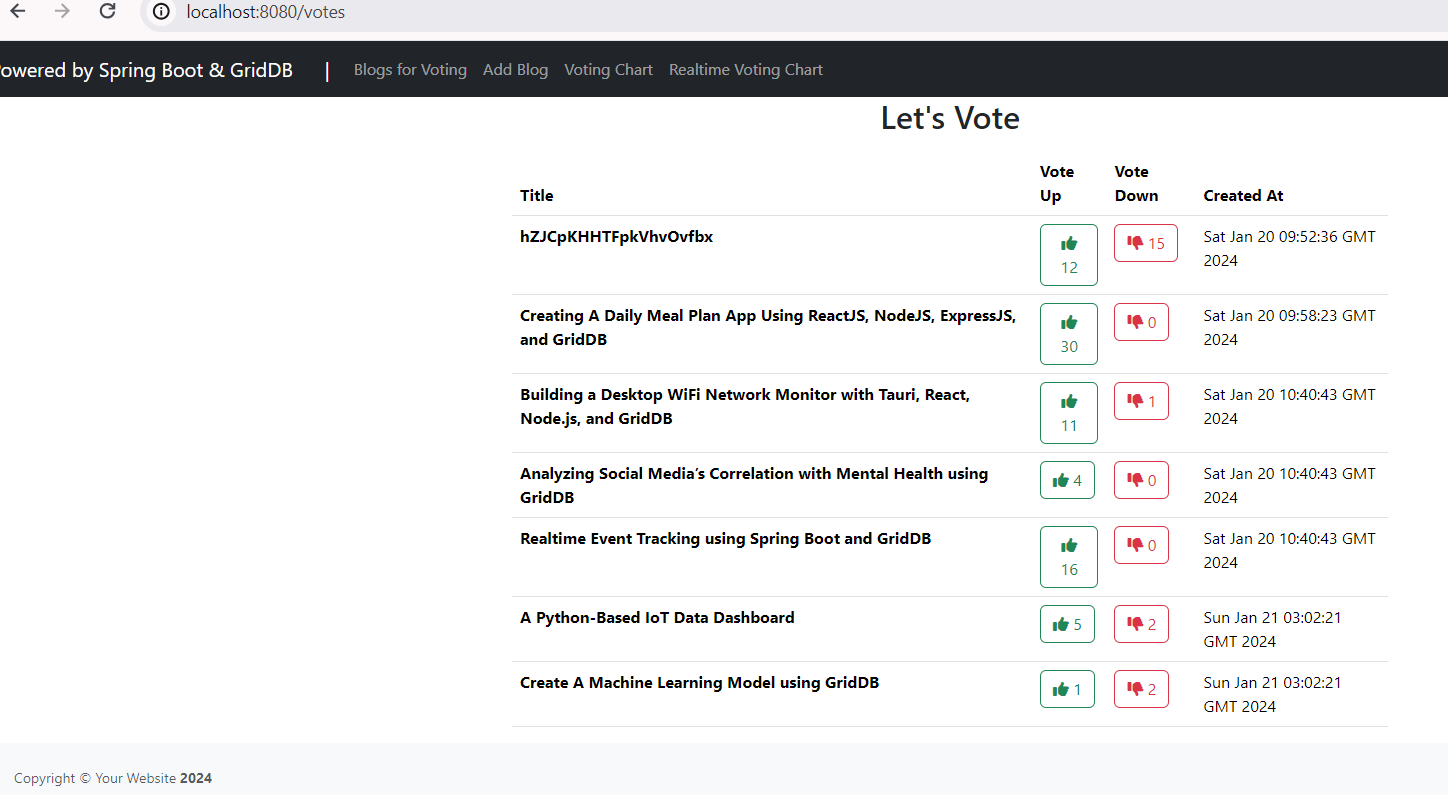 localhost:8080/votes
owered by Spring Boot & GridDB | Blogs for Voting Add Blog Voting Chart Realtime Voting Chart
Let's Vote
Vote Vote
Title Up Down Created At
hZJCpKHHTFpkVhvOvfbx 15 Sat Jan 20 09:52:36 GMT
12 2024
Creating A Daily Meal Plan App Using ReactJS, NodeJS, ExpressJS, 0 Sat Jan 20 09:58:23 GMT
and GridDB 30 2024
Building a Desktop WiFi Network Monitor with Tauri, React, 1 Sat Jan 20 10:40:43 GMT
Node.js, and GridDB 11 2024
Analyzing Social Media’s Correlation with Mental Health using 4 0 Sat Jan 20 10:40:43 GMT
GridDB 2024
Realtime Event Tracking using Spring Boot and GridDB 0 Sat Jan 20 10:40:43 GMT
16 2024
A Python-Based IoT Data Dashboard 5 2 Sun Jan 21 03:02:21
GMT 2024
Create A Machine Learning Model using GridDB 1 2 Sun Jan 21 03:02:21
GMT 2024
Copyright © Your Website 2024